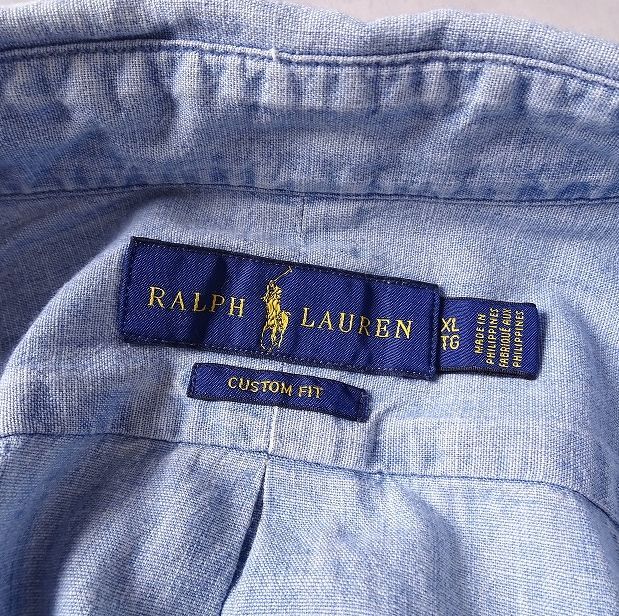 RALPH LAUREN
XL
TG
MADE IN
PHILIPPINES
FABRIQUÉ AUX
PHILIPPINES
CUSTOM FIT